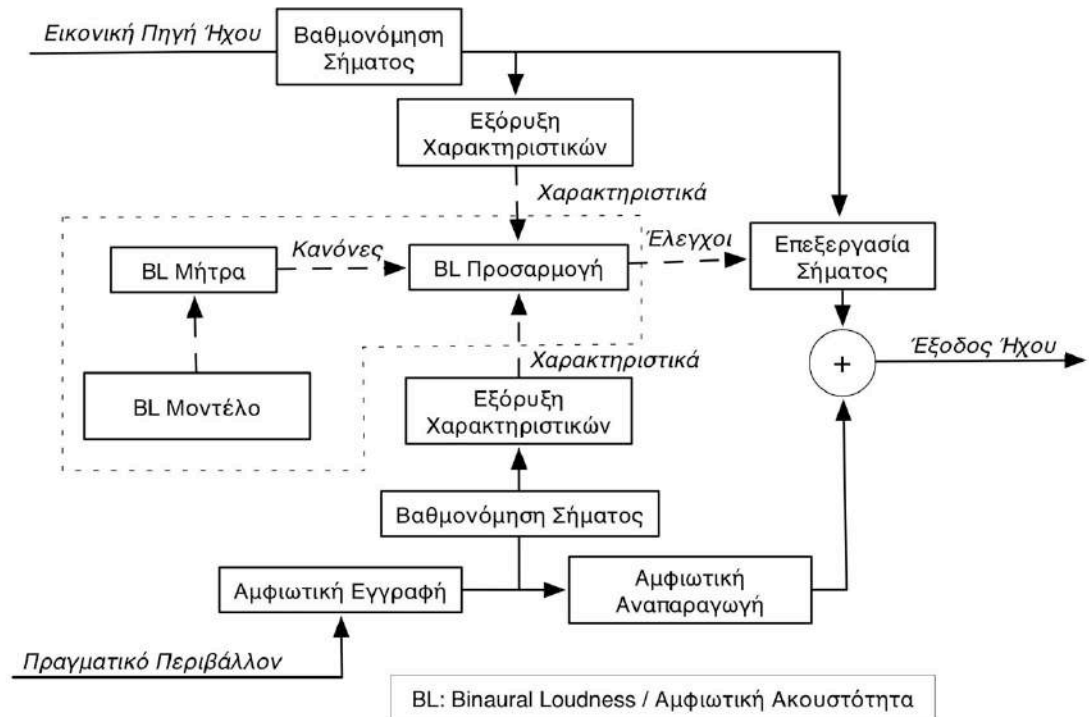 Εικονική Πηγή Ήχου
Βαθμονόμηση
Σήματος
Εξόρυξη
Χαρακτηριστικών
Χαρακτηριστικά
Κανόνες
Έλεγχοι
BL Μήτρα
BL Προσαρμογή
Επεξεργασία
Σήματος
+
Έξοδος Ήχου
Χαρακτηριστικά
BL Μοντέλο
Εξόρυξη
Χαρακτηριστικών
Βαθμονόμηση Σήματος
Αμφιωτική Εγγραφή
Αμφιωτική
Αναπαραγωγή
Πραγματικό Περιβάλλον
BL: Binaural Loudness / Αμφιωτική Ακουστότητα